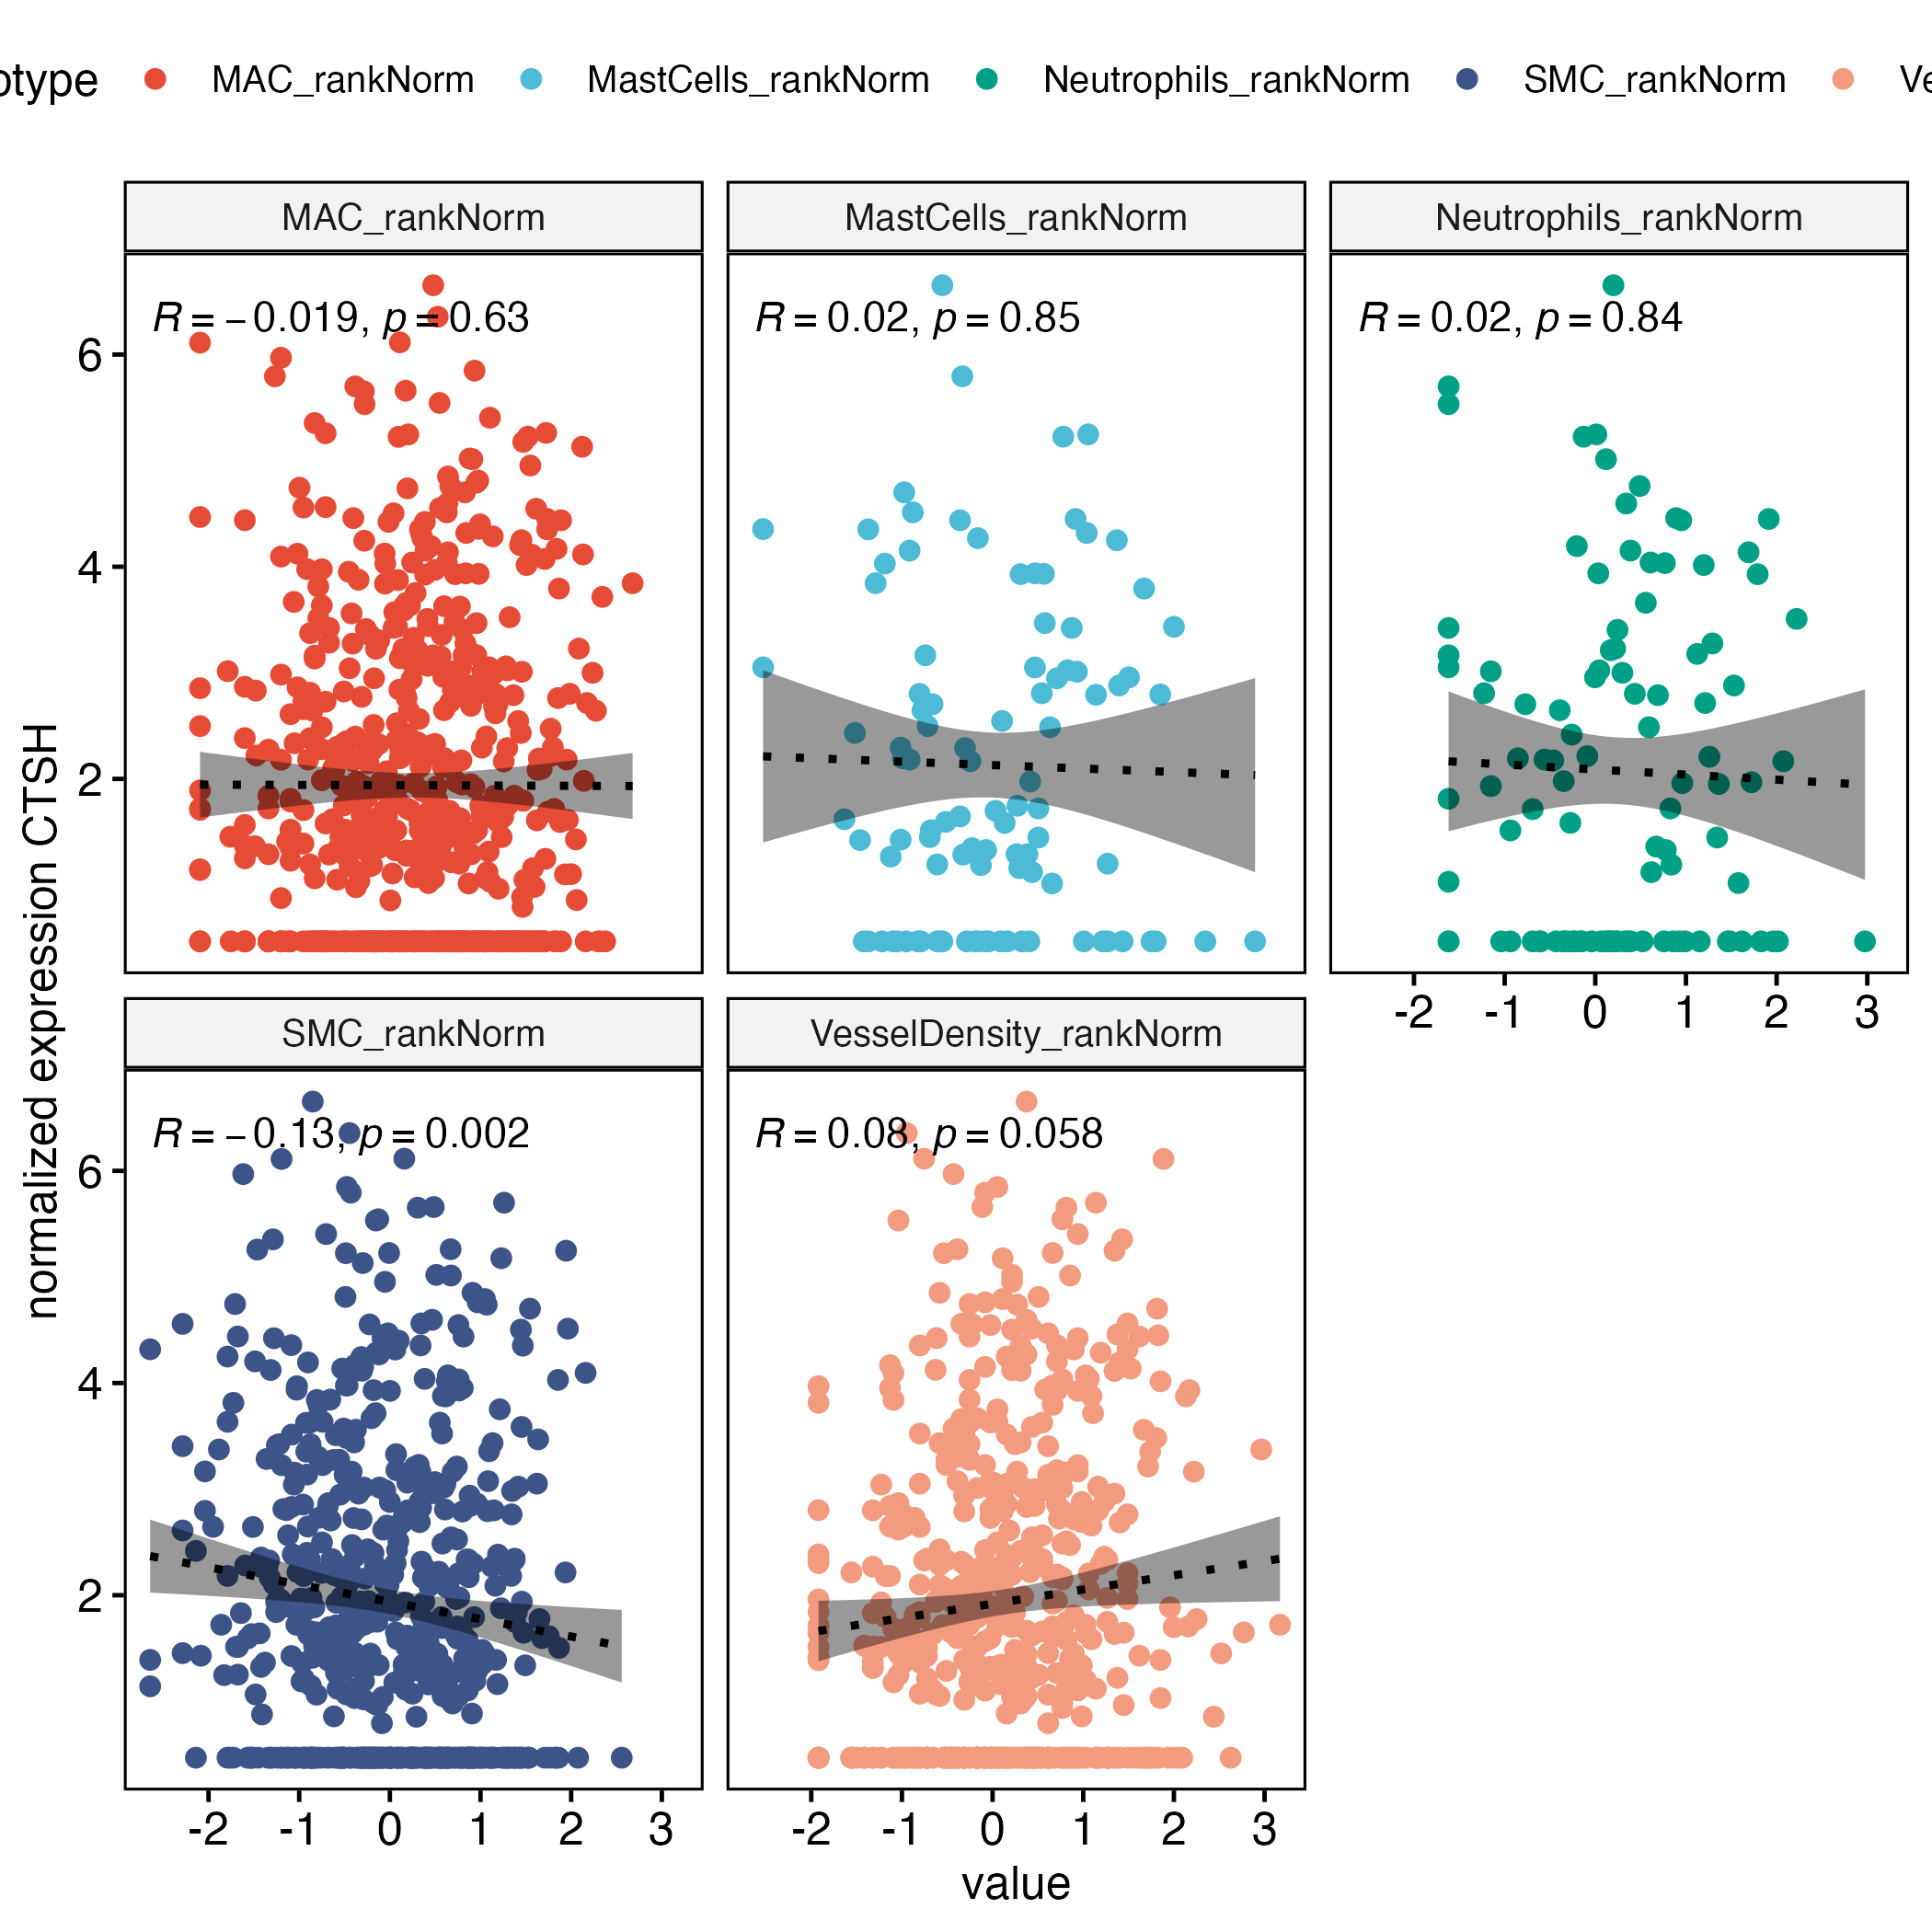 otype MAC_rankNorm MastCells_rankNorm Neutrophils_rankNorm SMC_rankNorm Ve
MAC_rankNorm MastCells_rankNorm Neutrophils_rankNorm
R = −0.019, p = 0.63 R = 0.02, p = 0.85 R = 0.02, p = 0.84
6
4
2
-2 -1 0 1 2 3
SMC_rankNorm VesselDensity_rankNorm
R = −0.13, p = 0.002 R = 0.08, p = 0.058
6
4
2
-2 -1 0 1 2 3 -2 -1 0 1 2 3
value
normalized expression CTSH